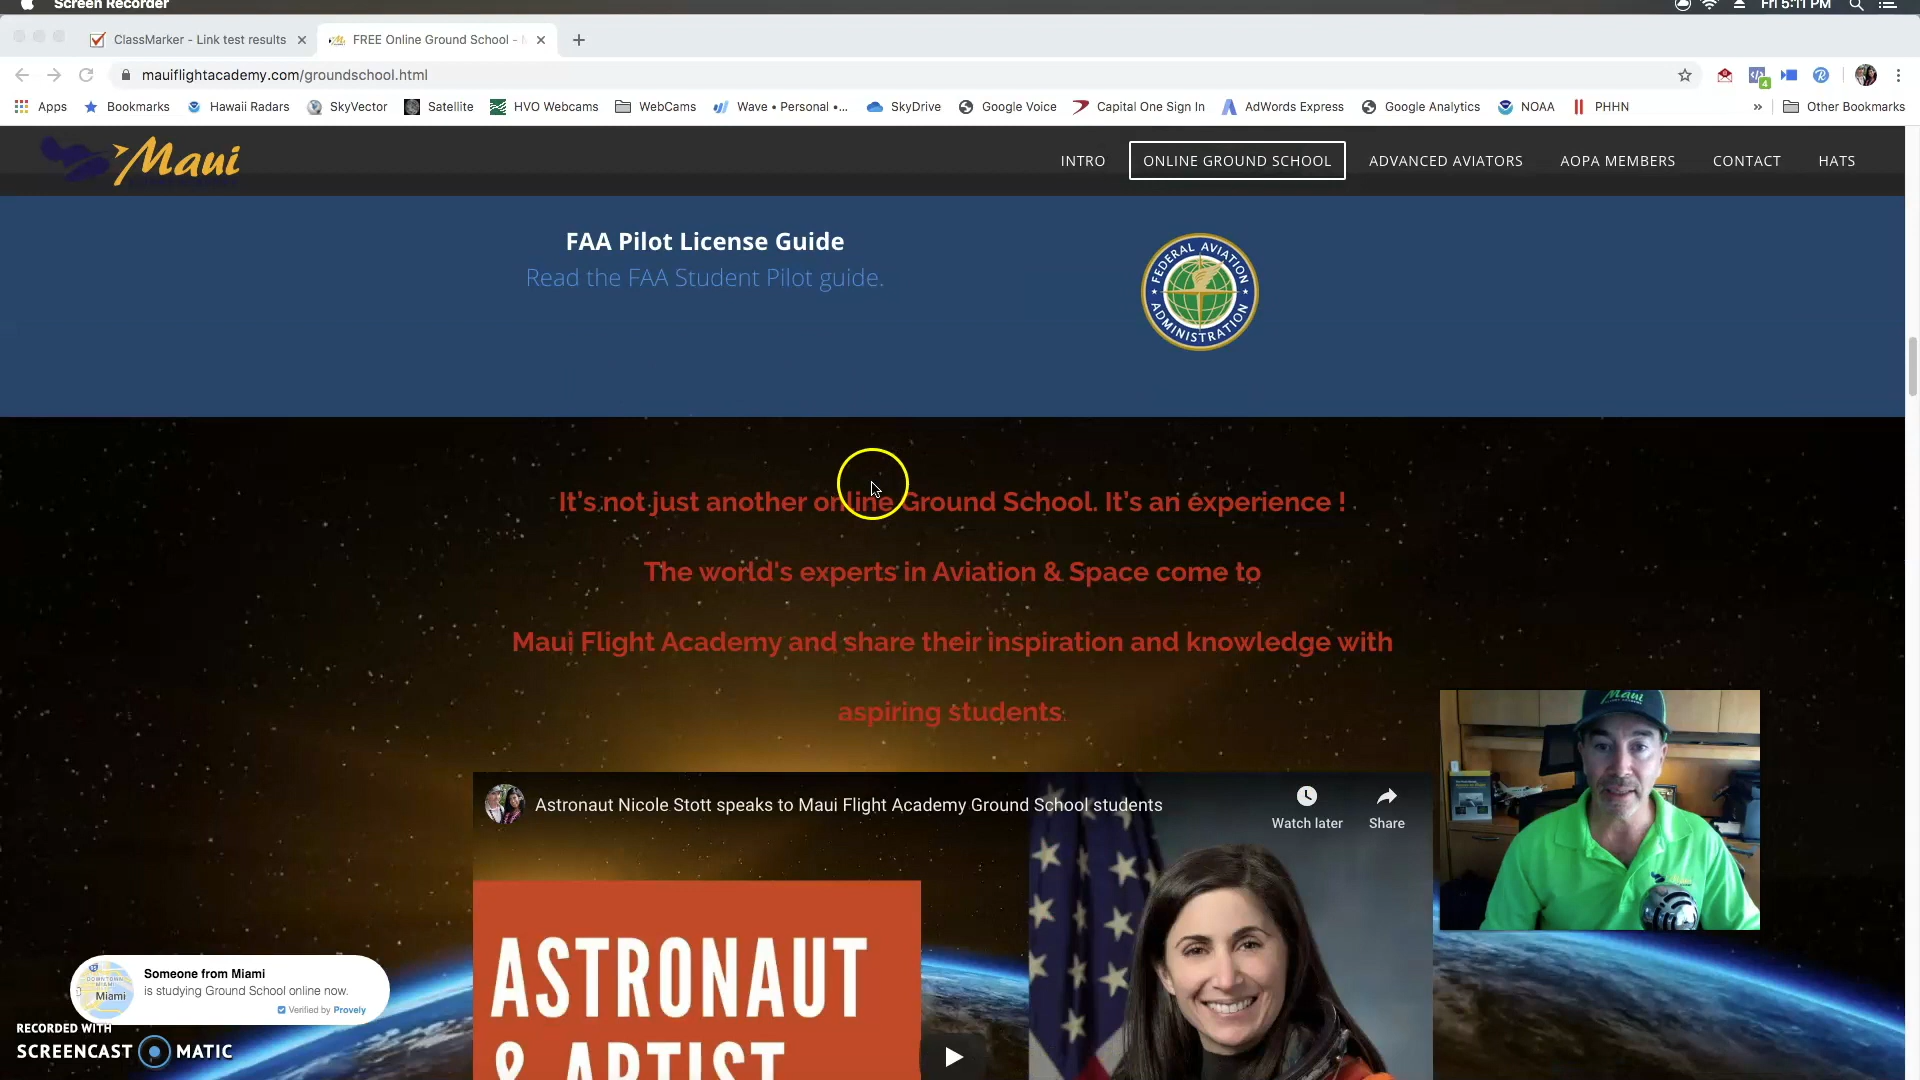 Screen Recorder
Fri 5:11 PM
ClassMarker - Link test results
FREE Online Ground School -
mauiflightacademy.com/groundschool.html
4
Apps
Bookmarks
Hawaii Radars
SkyVector
Satellite
HVO Webcams
WebCams
Wave • Personal •...
SkyDrive
Google Voice
Capital One Sign In
AdWords Express
Google Analytics
NOAA
PHHN
»
Other Bookmarks
Maui
INTRO
ONLINE GROUND SCHOOL
ADVANCED AVIATORS
AOPA MEMBERS
CONTACT
HATS
FAA Pilot License Guide
Read the FAA Student Pilot guide.
FEDERAL AVIATION
ADMINISTRATION
It's not just another online Ground School. It's an experience !
The world's experts in Aviation & Space come to
Maui Flight Academy and share their inspiration and knowledge with
aspiring students.
Astronaut Nicole Stott speaks to Maui Flight Academy Ground School students
Watch later
Share
Maui
ASTRONAUT
& ARTIST
DOWNTOWN
MIAMI
Miami
Someone from Miami
is studying Ground School online now.
Verified by Provely
RECORDED WITH
SCREENCAST MATIC